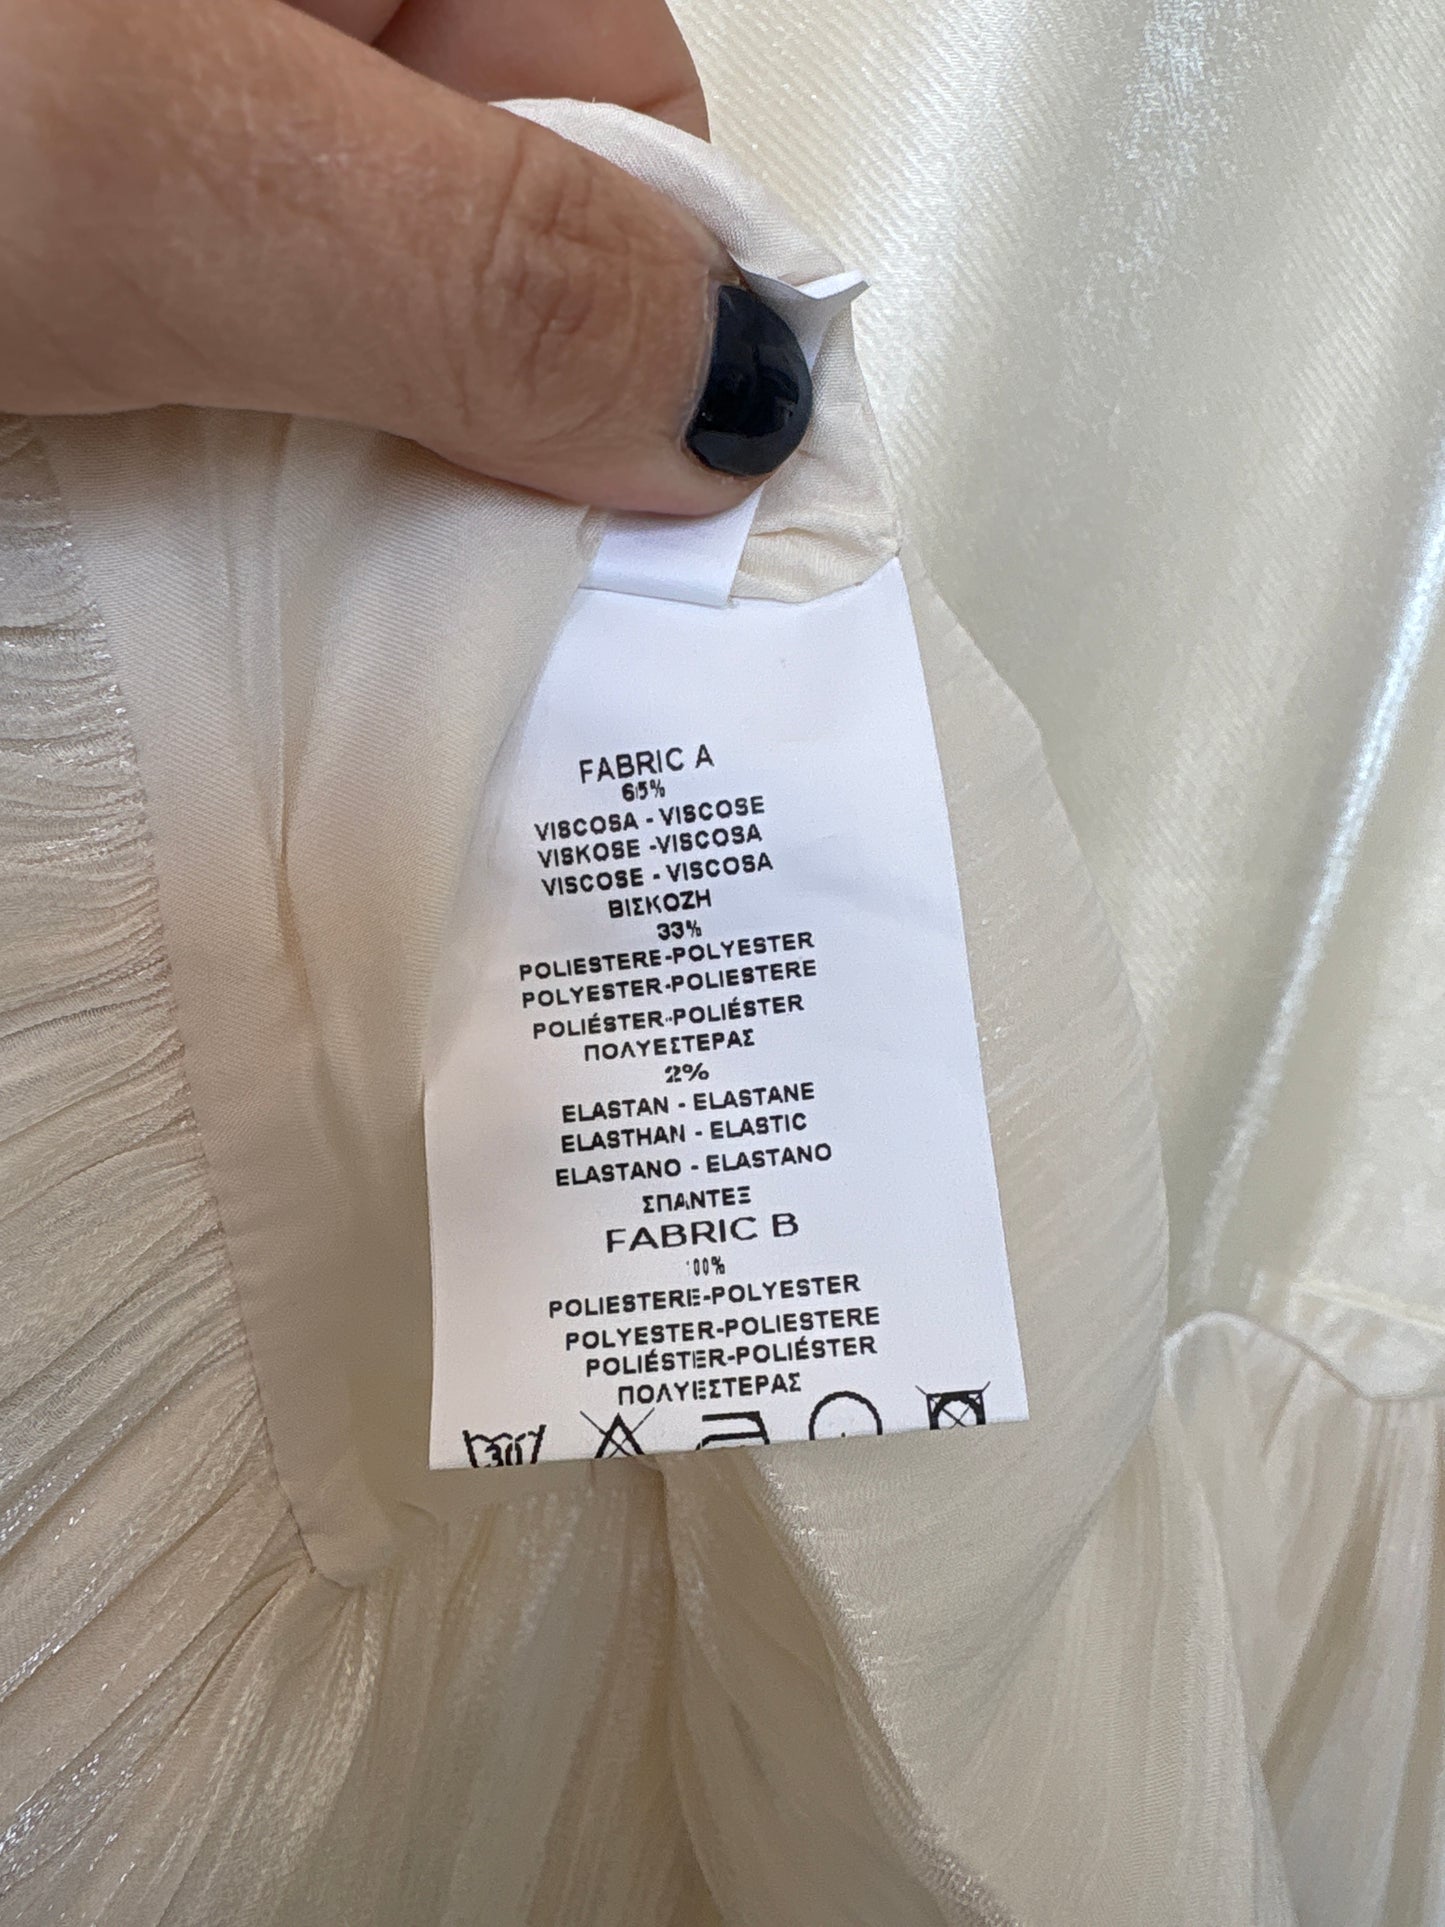 FABRIC A
65%
VISCOSA - VISCOSE
VISKOSE -VISCOSA
VISCOSE - VISCOSA
ΒΙΣΚΟΖΗ
33%
POLIESTERE-POLYESTER
POLYESTER-POLIESTERE
POLIÉSTER-POLIÉSTER
ΠΟΛΥΕΣΤΕΡΑΣ
2%
ELASTAN - ELASTANE
ELASTHAN - ELASTIC
ELASTANO - ELASTANO
ΣΠΑΝΤΕΞ
FABRIC B
100%
POLIESTERE-POLYESTER
POLYESTER-POLIESTERE
POLIÉSTER-POLIÉSTER
ΠΟΛΥΕΣΤΕΡΑΣ
30